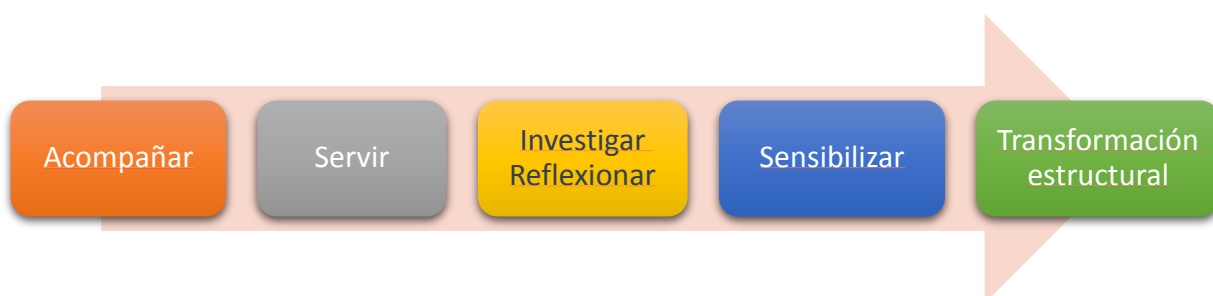 Acompañar
Servir
Investigar
Reflexionar
Sensibilizar
Transformación
estructural